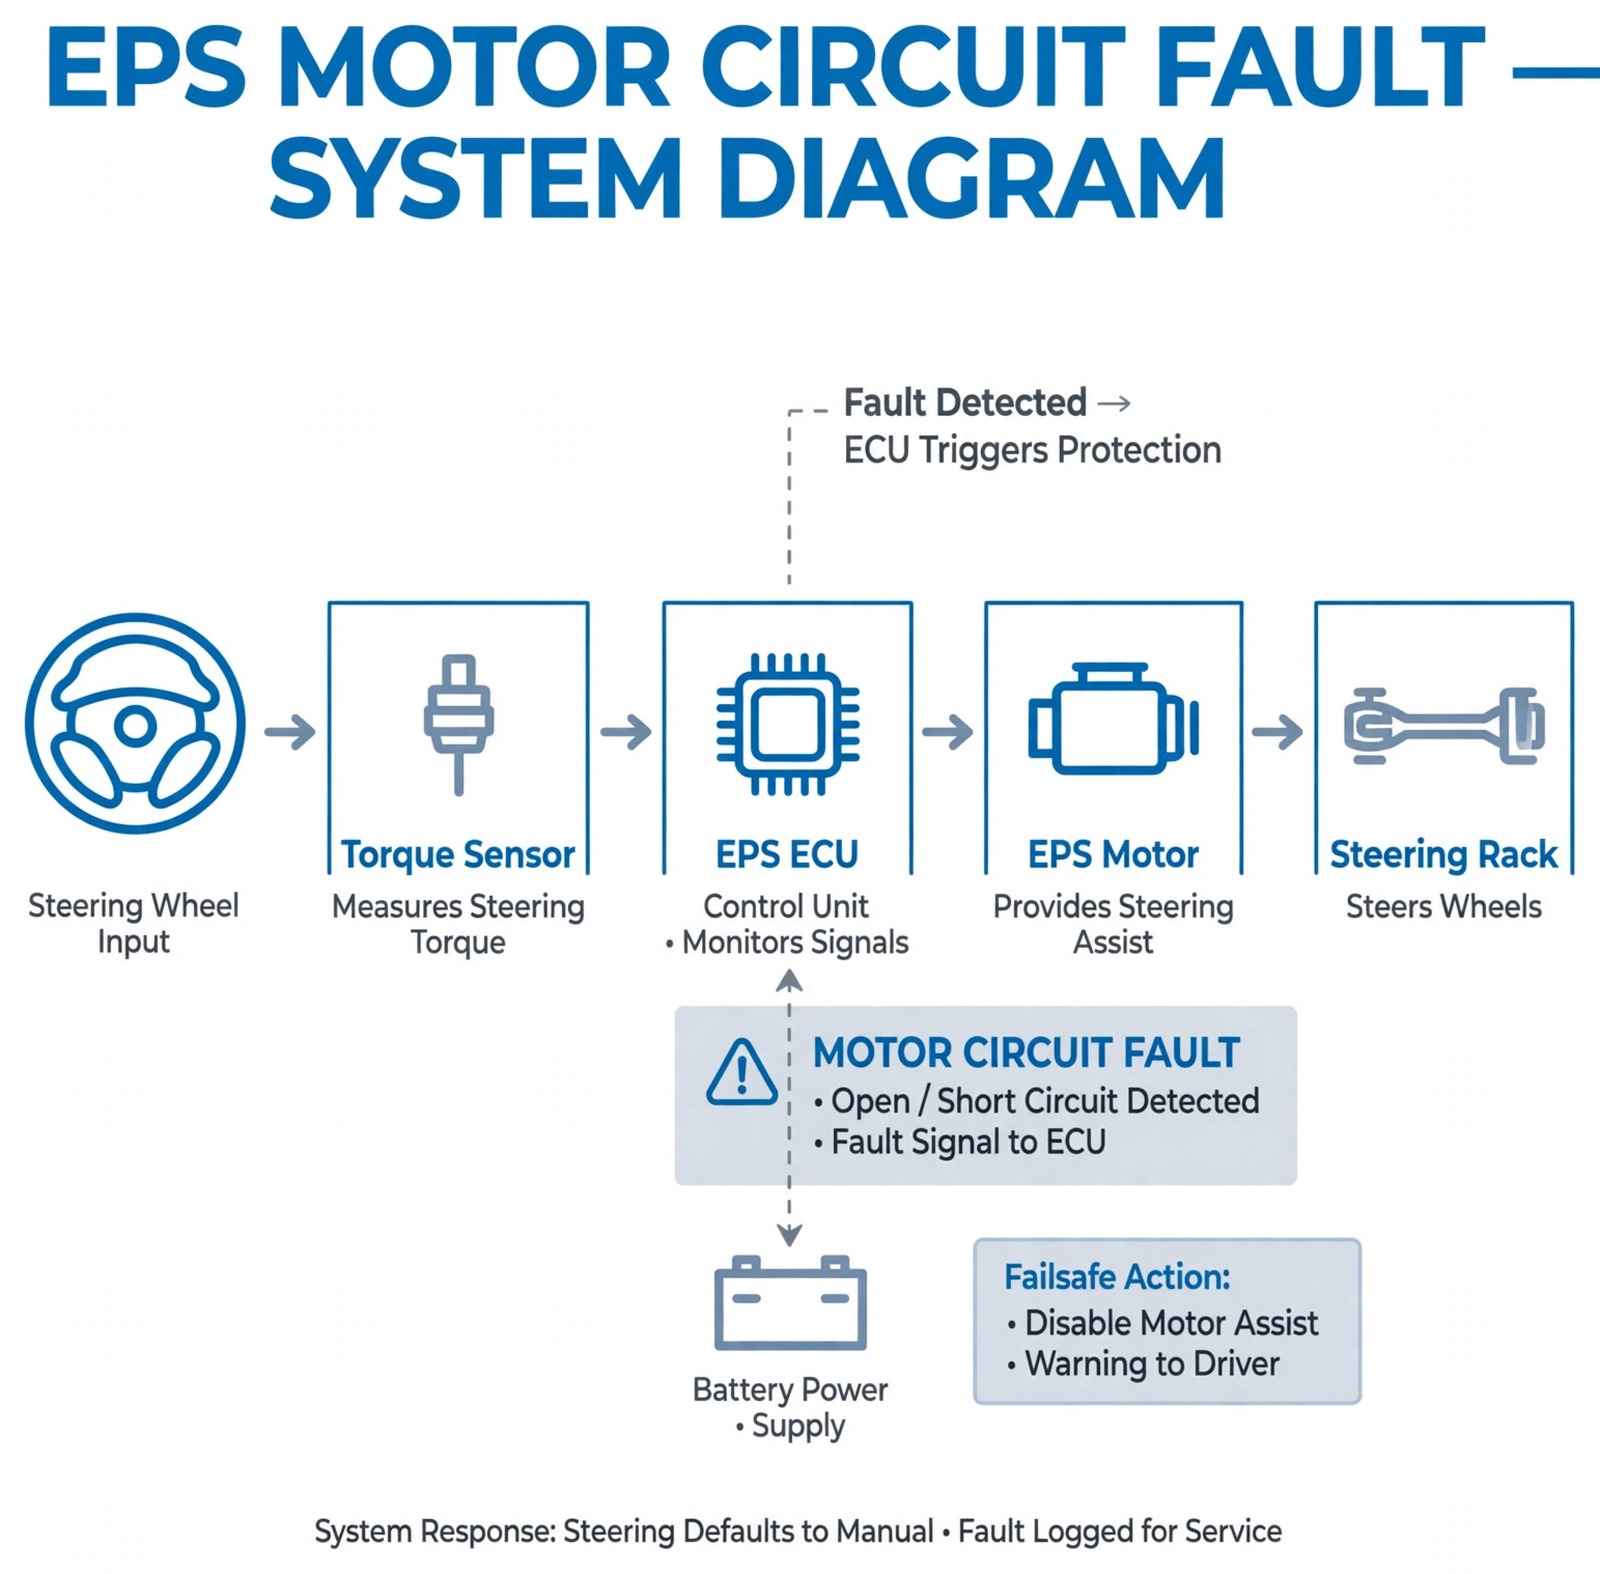 EPS MOTOR CIRCUIT FAULT —
SYSTEM DIAGRAM
Fault Detected →
ECU Triggers Protection
Steering Wheel
Input
Torque Sensor
Measures Steering
Torque
EPS ECU
Control Unit
• Monitors Signals
EPS Motor
Provides Steering
Assist
Steering Rack
Steers Wheels
MOTOR CIRCUIT FAULT
• Open / Short Circuit Detected
• Fault Signal to ECU
Battery Power
• Supply
Failsafe Action:
• Disable Motor Assist
• Warning to Driver
System Response: Steering Defaults to Manual • Fault Logged for Service